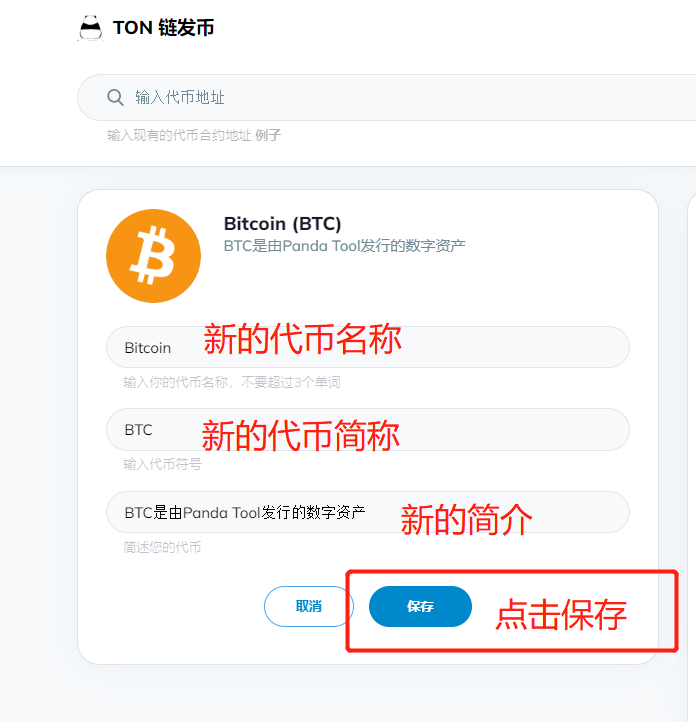 TON 链发币
输入代币地址
输入现有的代币合约地址 例子
Bitcoin (BTC)
BTC是由Panda Tool发行的数字资产
Bitcoin 新的代币名称
输入你的代币名称，不要超过3个单词
BTC 新的代币简称
输入代币符号
BTC是由Panda Tool发行的数字资产 新的简介
简述您的代币
取消 保存 点击保存